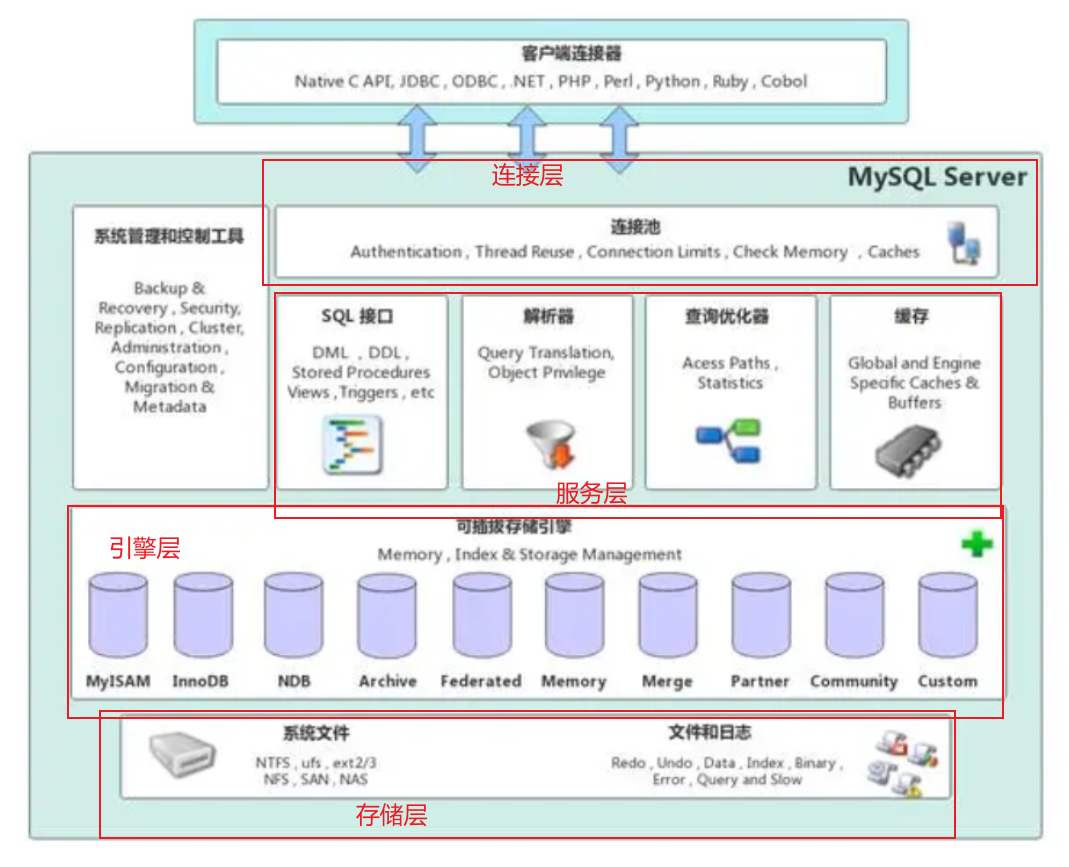 客户端连接器
Native C API, JDBC , ODBC , .NET , PHP , Perl , Python , Ruby , Cobol
连接层
MySQL Server
系统管理和控制工具
Backup &
Recovery , Security,
Replication , Cluster,
Administration ,
Configuration ,
Migration &
Metadata
连接池
Authentication , Thread Reuse , Connection Limits , Check Memory , Caches
SQL 接口
DML , DDL ,
Stored Procedures
Views ,Triggers , etc
解析器
Query Translation,
Object Privilege
查询优化器
Acess Paths ,
Statistics
缓存
Global and Engine
Specific Caches &
Buffers
服务层
引擎层
可插拔存储引擎
Memory , Index & Storage Management
MyISAM
InnoDB
NDB
Archive
Federated
Memory
Merge
Partner
Community
Custom
系统文件
NTFS , ufs , ext2/3
NFS , SAN , NAS
文件和日志
Redo , Undo , Data , Index , Binary ,
Error , Query and Slow
存储层